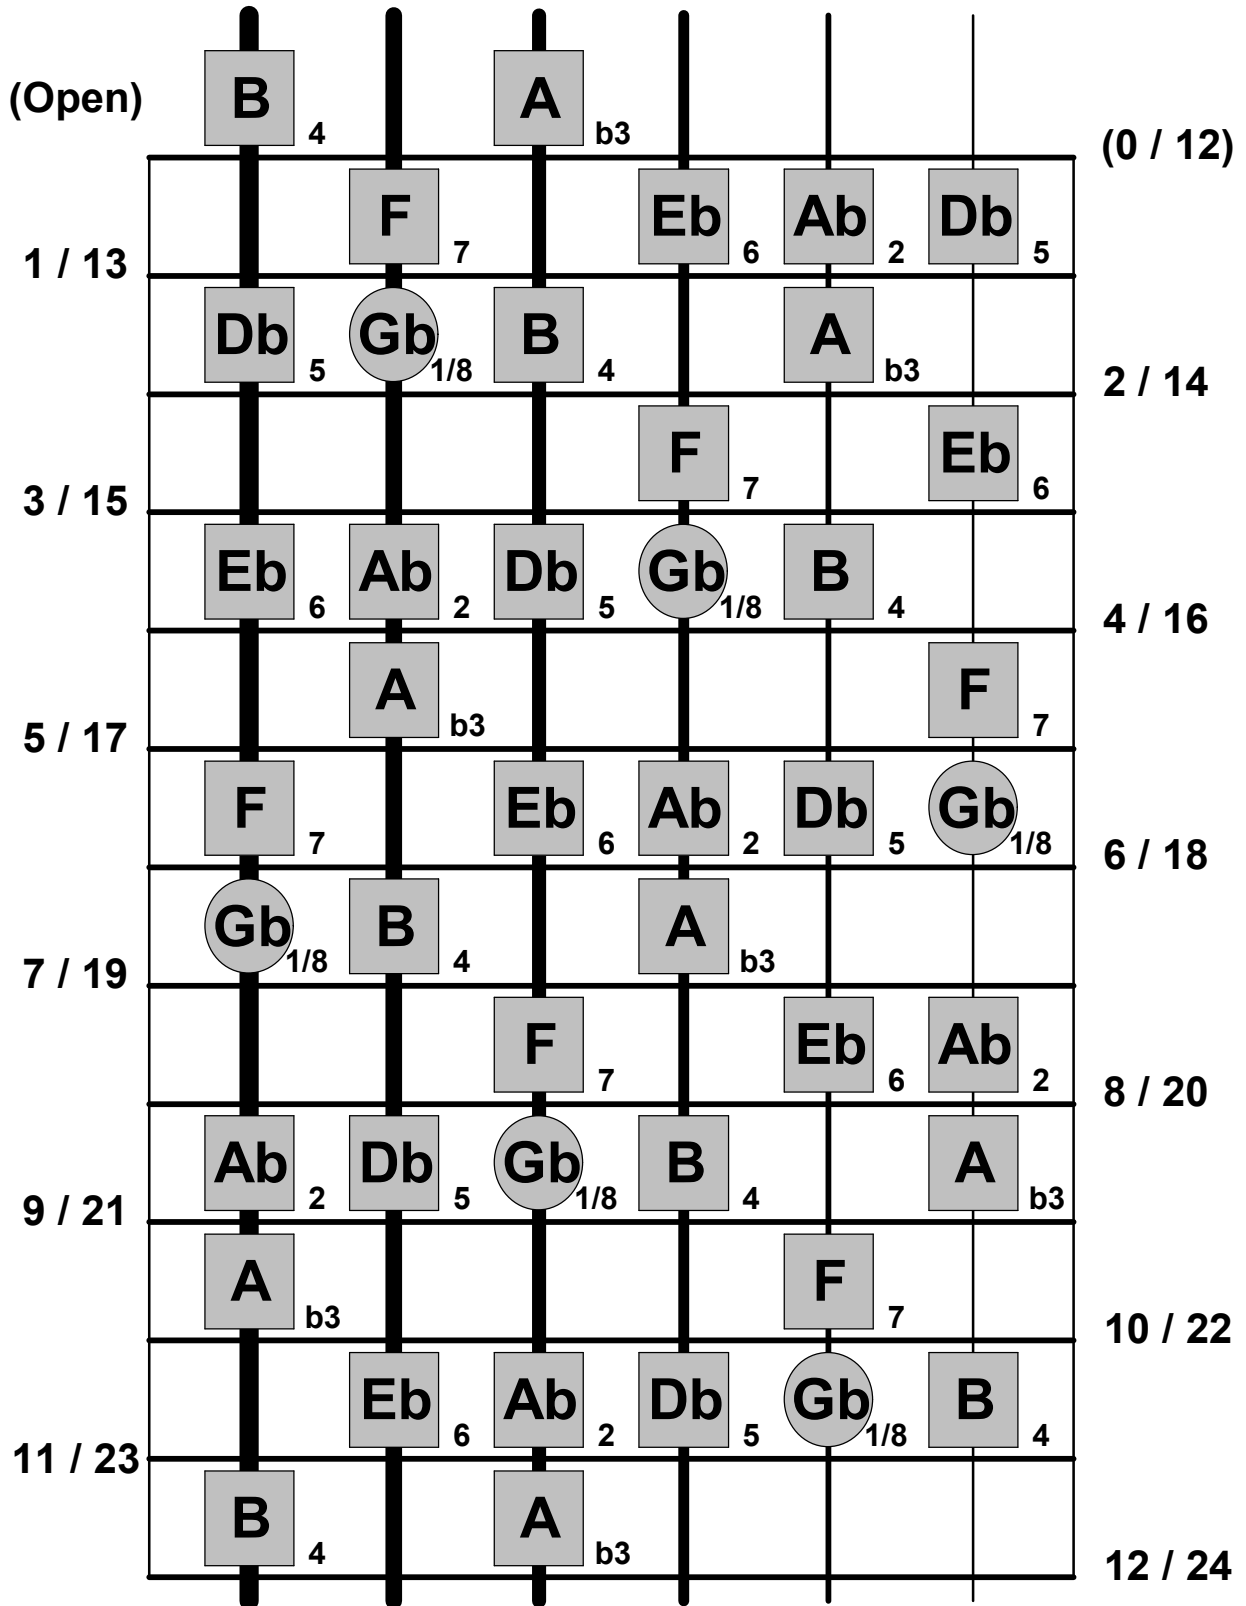 (Open) B 4 A b3
(0 / 12)
F 7 Eb 6 Ab 2 Db 5
1 / 13
Db 5 Gb 1/8 B 4 A b3
2 / 14
F 7 Eb 6
3 / 15
Eb 6 Ab 2 Db 5 Gb 1/8 B 4
4 / 16
A b3 F 7
5 / 17
F 7 Eb 6 Ab 2 Db 5 Gb 1/8
6 / 18
Gb 1/8 B 4 A b3
7 / 19
F 7 Eb 6 Ab 2
8 / 20
Ab 2 Db 5 Gb 1/8 B 4 A b3
9 / 21
A b3 F 7
10 / 22
Eb 6 Ab 2 Db 5 Gb 1/8 B 4
11 / 23
B 4 A b3
12 / 24